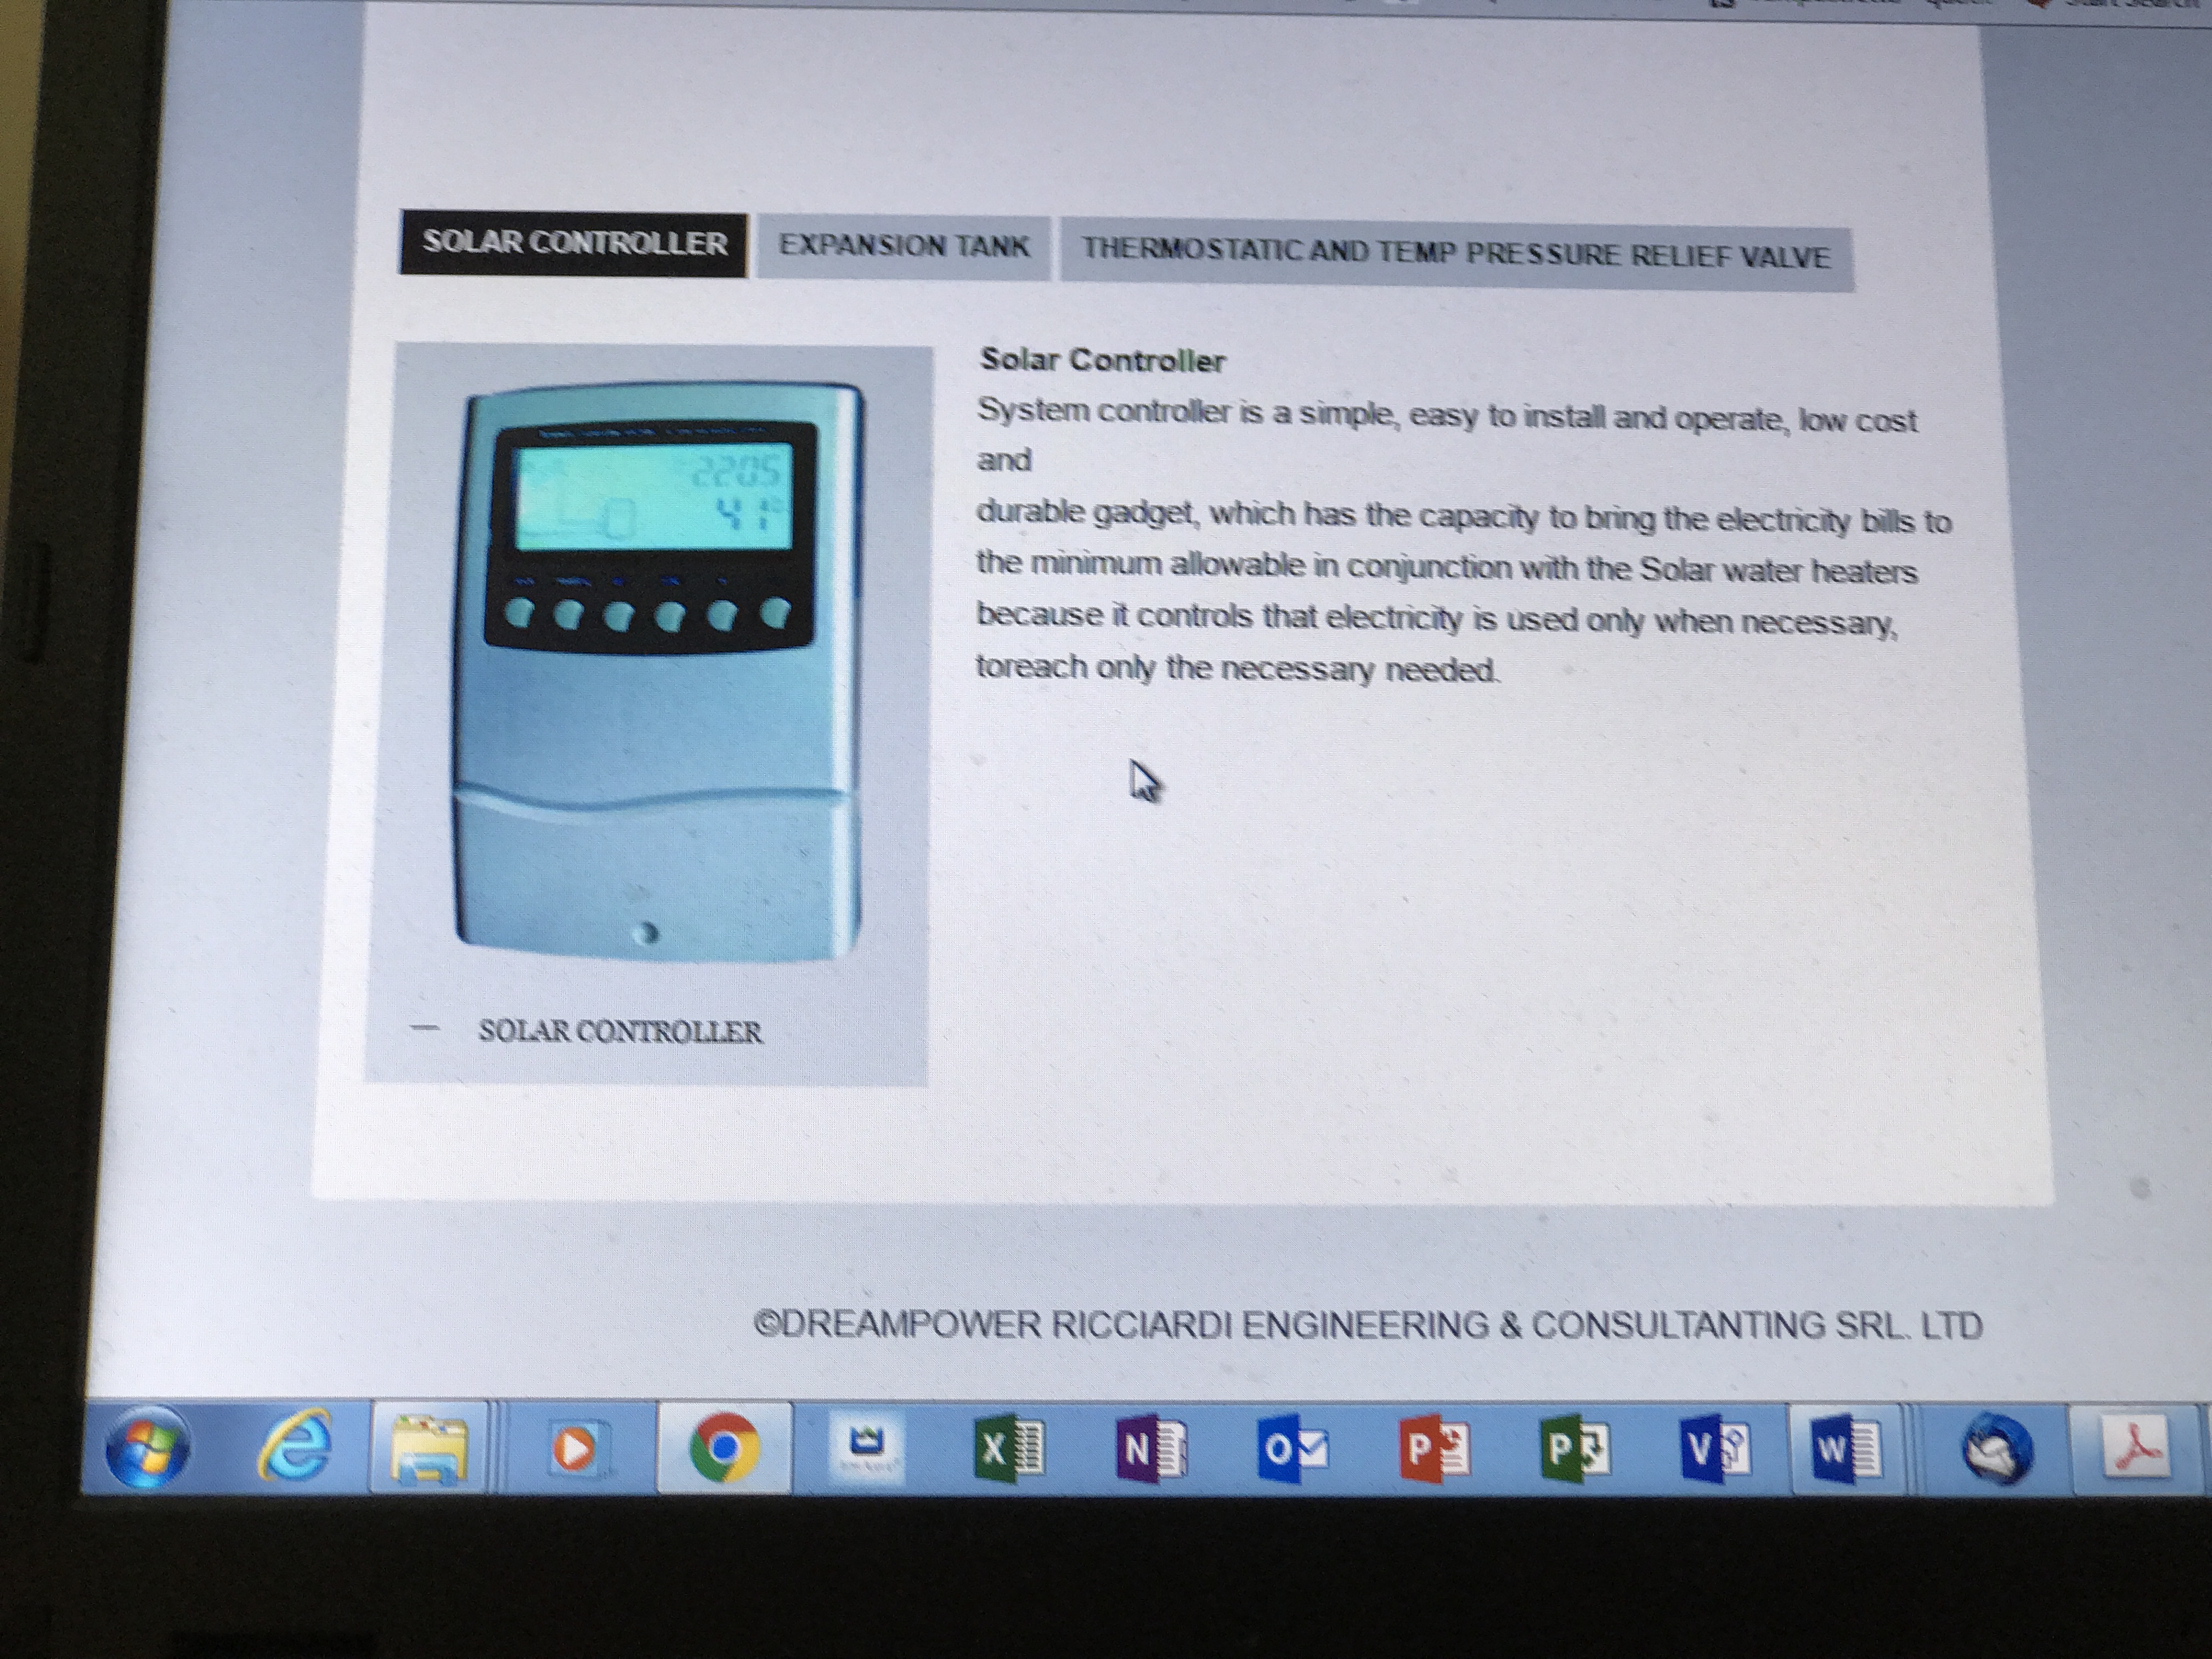 SOLAR CONTROLLER
EXPANSION TANK
THERMOSTATIC AND TEMP PRESSURE RELIEF VALVE
2205
41
Solar Controller
System controller is a simple, easy to install and operate, low cost
and
durable gadget, which has the capacity to bring the electricity bills to
the minimum allowable in conjunction with the Solar water heaters
because it controls that electricity is used only when necessary,
toreach only the necessary needed.
— SOLAR CONTROLLER
©DREAMPOWER RICCIARDI ENGINEERING & CONSULTANTING SRL. LTD